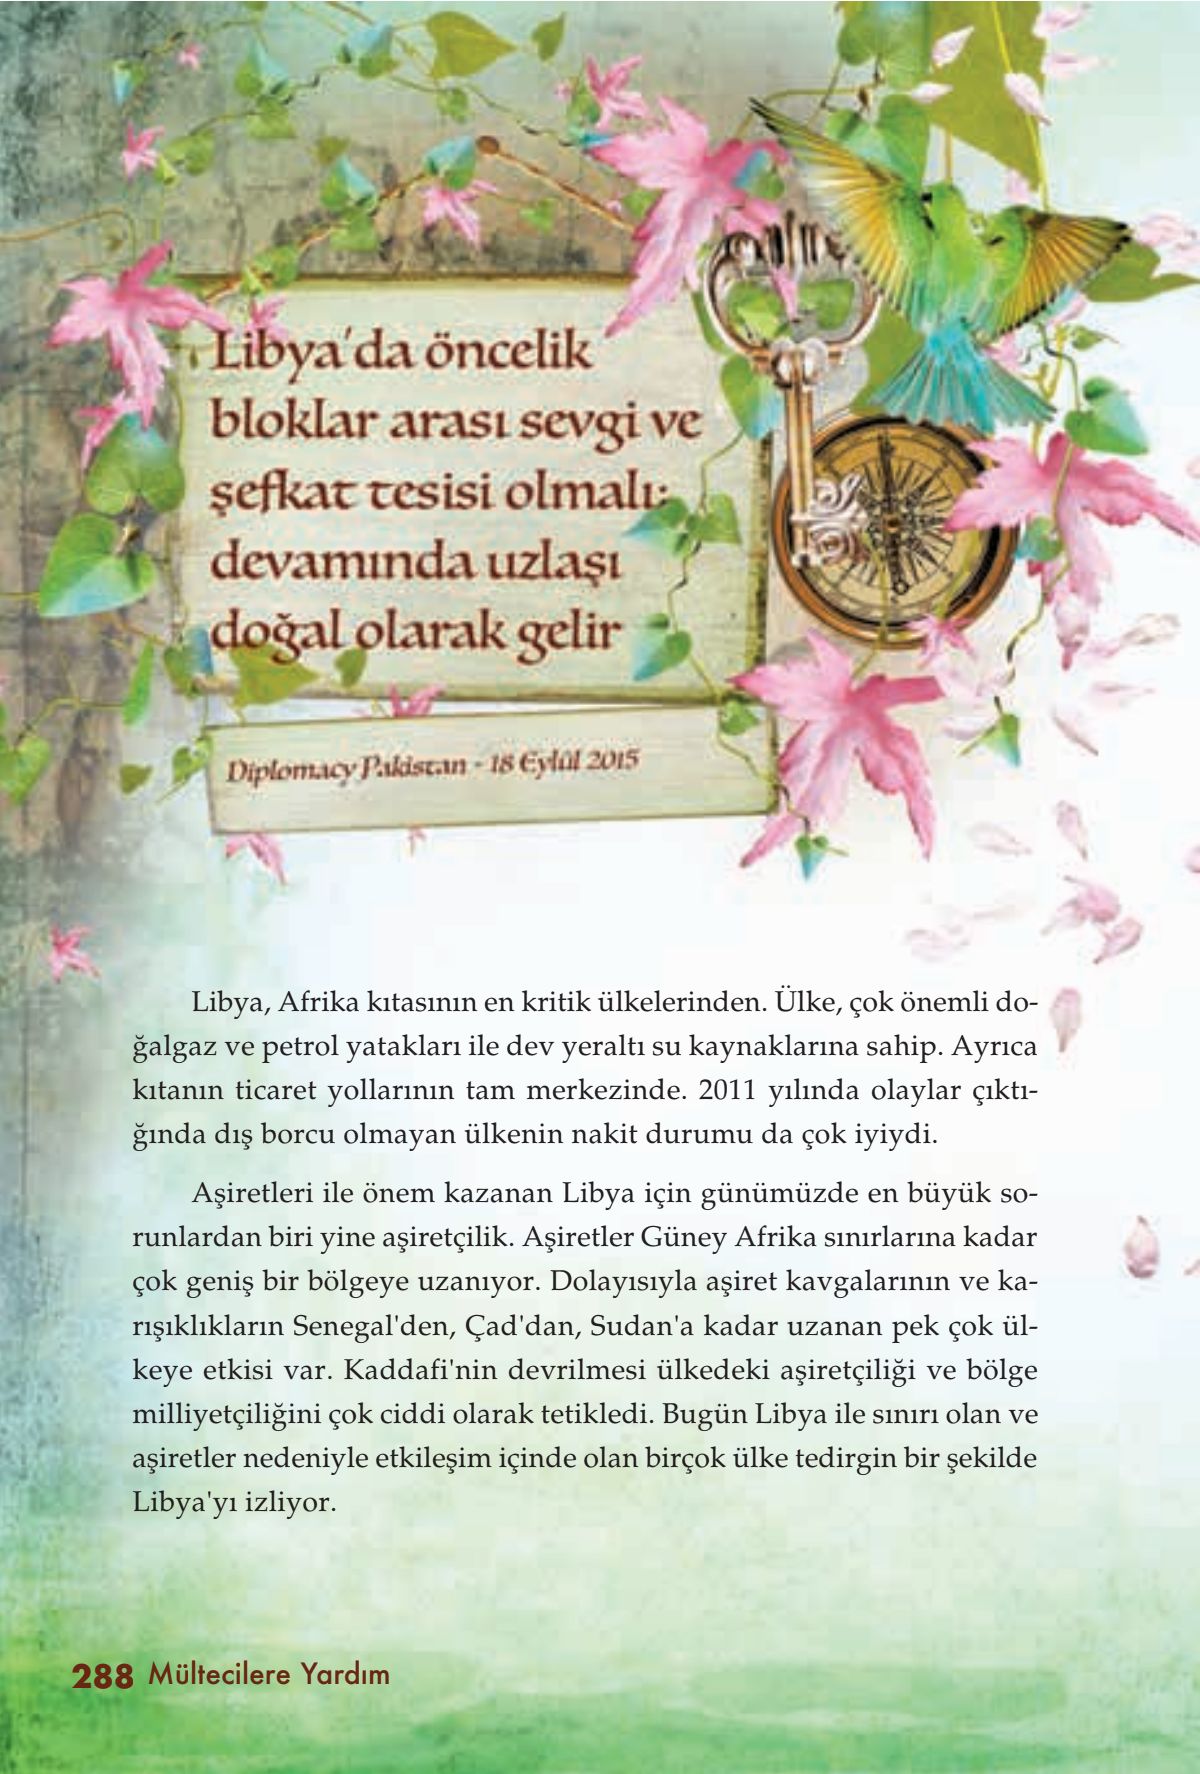 Libya'da öncelik
bloklar arası sevgi ve
şefkat tesisi olmalı;
devamında uzlaşı
doğal olarak gelir
Diplomacy Pakistan - 18 Eylül 2015
Libya, Afrika kıtasının en kritik ülkelerinden. Ülke, çok önemli do-
ğalgaz ve petrol yatakları ile dev yeraltı su kaynaklarına sahip. Ayrıca
kıtanın ticaret yollarının tam merkezinde. 2011 yılında olaylar çıktı-
ğında dış borcu olmayan ülkenin nakit durumu da çok iyiydi.
Aşiretleri ile önem kazanan Libya için günümüzde en büyük so-
runlardan biri yine aşiretçilik. Aşiretler Güney Afrika sınırlarına kadar
çok geniş bir bölgeye uzanıyor. Dolayısıyla aşiret kavgalarının ve ka-
rışıklıkların Senegal'den, Çad'dan, Sudan'a kadar uzanan pek çok ül-
keye etkisi var. Kaddafi'nin devrilmesi ülkedeki aşiretçiliği ve bölge
milliyetçiliğini çok ciddi olarak tetikledi. Bugün Libya ile sınırı olan ve
aşiretler nedeniyle etkileşim içinde olan birçok ülke tedirgin bir şekilde
Libya'yı izliyor.
288 Mültecilere Yardım